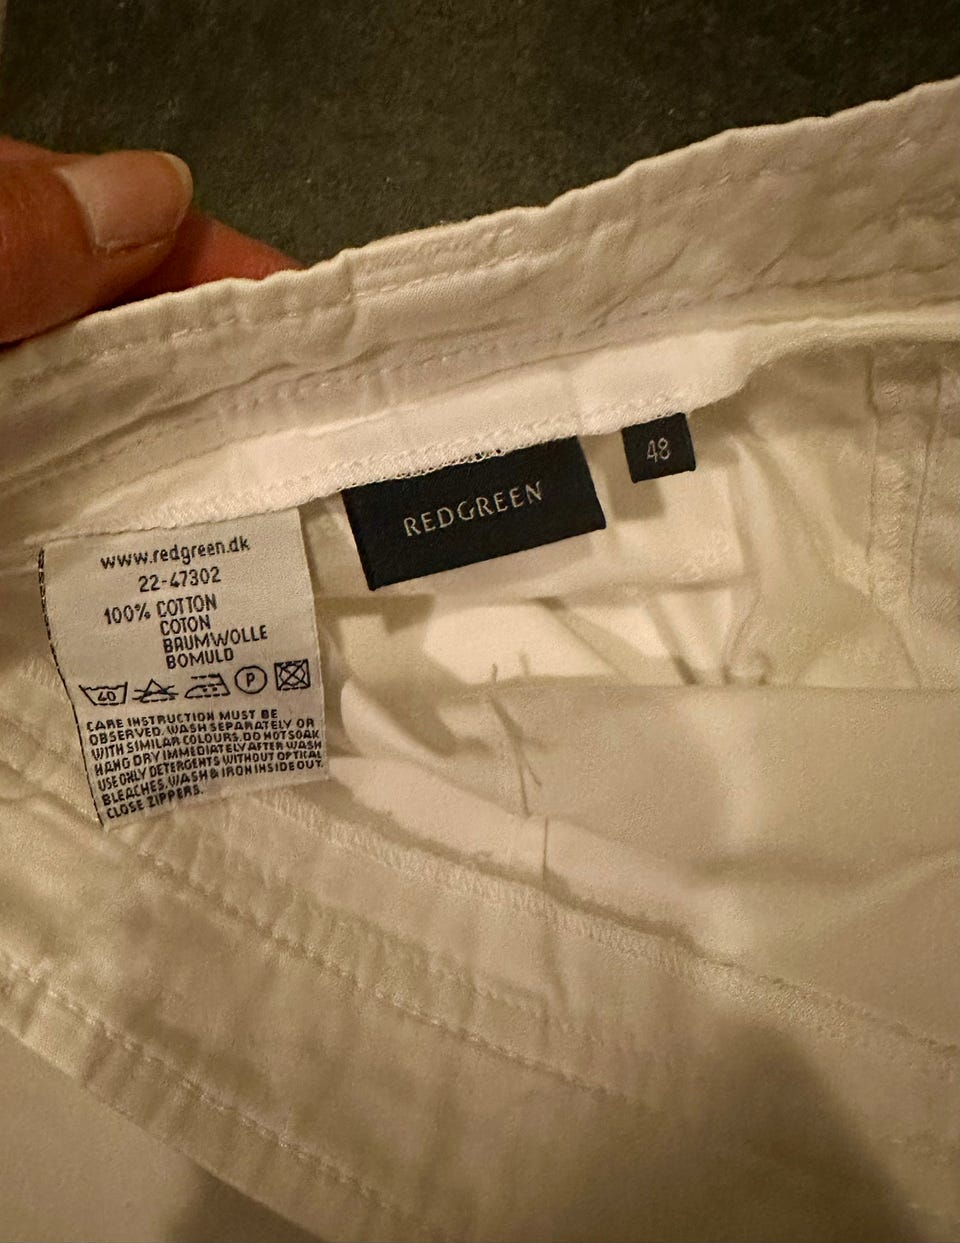 www.redgreen.dk
22-47302
100% COTTON
COTON
BAUMWOLLE
BOMULD
40 P
CARE INSTRUCTION MUST BE
OBSERVED. WASH SEPARATELY OR
WITH SIMILAR COLOURS. DO NOT SOAK
HANG DRY IMMEDIATELY AFTER WASH
USE ONLY DETERGENTS WITHOUT OPTICAL
BLEACHES. WASH & IRON INSIDE OUT.
CLOSE ZIPPERS.
REDGREEN
48